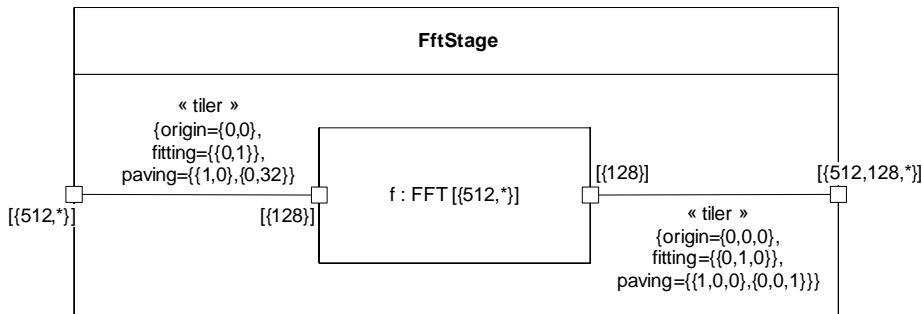 FftStage
« tiler »
{origin={0,0},
fitting={{0,1}},
paving={{1,0},{0,32}}
[{512,*}]
[{128}]
f : FFT [{512,*}]
[{128}]
[{512,128,*}]
« tiler »
{origin={0,0,0},
fitting={{0,1,0}},
paving={{1,0,0},{0,0,1}}}